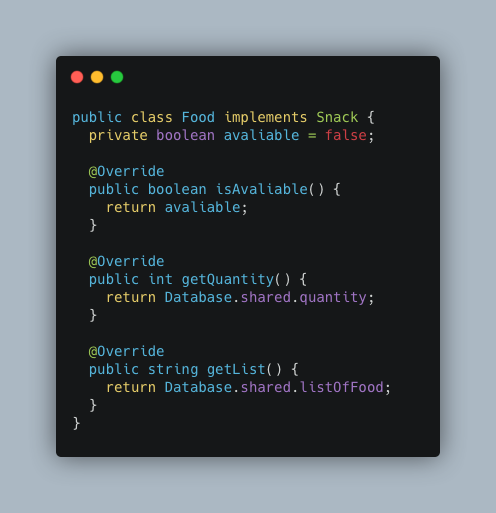 public class Food implements Snack {
  private boolean avaliable = false;

  @Override
  public boolean isAvaliable() {
    return avaliable;
  }

  @Override
  public int getQuantity() {
    return Database.shared.quantity;
  }

  @Override
  public string getList() {
    return Database.shared.listOfFood;
  }
}